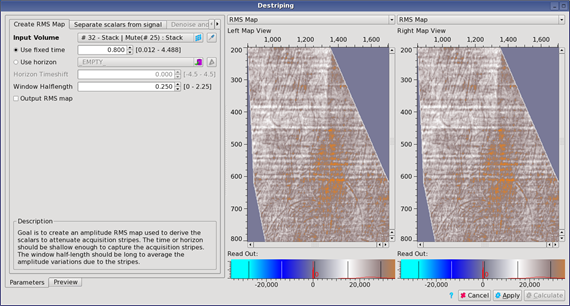 Destriping
Create RMS Map Separate scalars from signal Denoise and
Input Volume # 32 - Stack | Mute(# 25) : Stack
Use fixed time 0.800 [0.012 - 4.488]
Use horizon EMPTY
Horizon Timeshift 0.000 [-4.5 - 4.5]
Window Halflength 0.250 [0 - 2.25]
Output RMS map
Description
Goal is to create an amplitude RMS map used to derive the
scalars to attenuate acquisition stripes. The time or horizon
should be shallow enough to capture the acquisition stripes.
The window half-length should be long to average the
amplitude variations due to the stripes.
Parameters Preview
RMS Map
Left Map View
1,000 1,200 1,400 1,600
200
300
400
500
600
700
800
Read Out:
-20,000 0 20,000
RMS Map
Right Map View
1,000 1,200 1,400 1,600
200
300
400
500
600
700
800
Read Out:
-20,000 0 20,000
? Cancel Apply Calculate